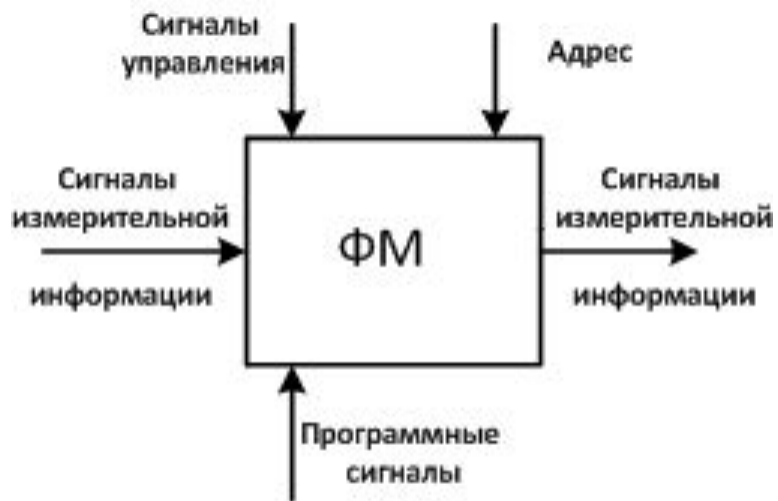 Сигналы
управления
Адрес
Сигналы
измерительной
информации
ФМ
Сигналы
измерительной
информации
Программные
сигналы